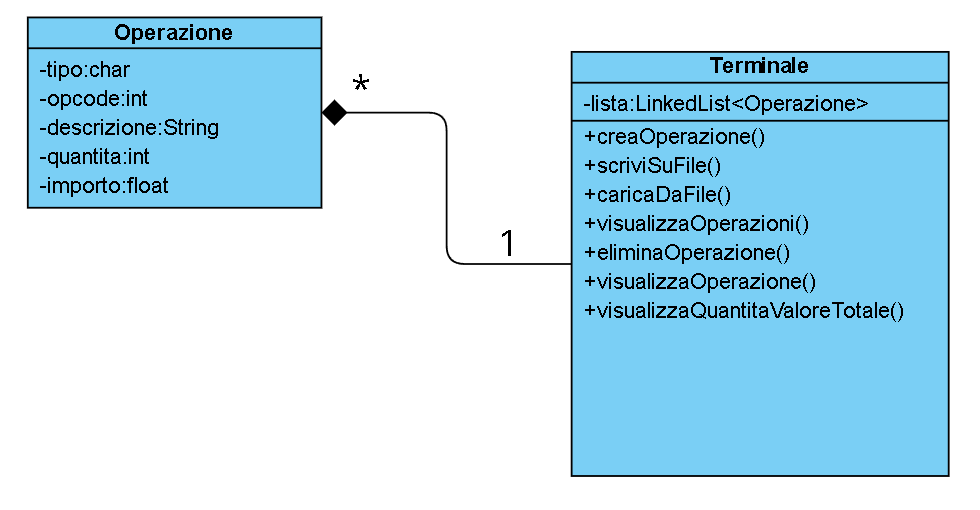 Operazione
-tipo:char
-opcode:int
-descrizione:String
-quantita:int
-importo:float
*
1
Terminale
-lista:LinkedList<Operazione>
+creaOperazione()
+scriviSuFile()
+caricaDaFile()
+visualizzaOperazioni()
+eliminaOperazione()
+visualizzaOperazione()
+visualizzaQuantitaValoreTotale()